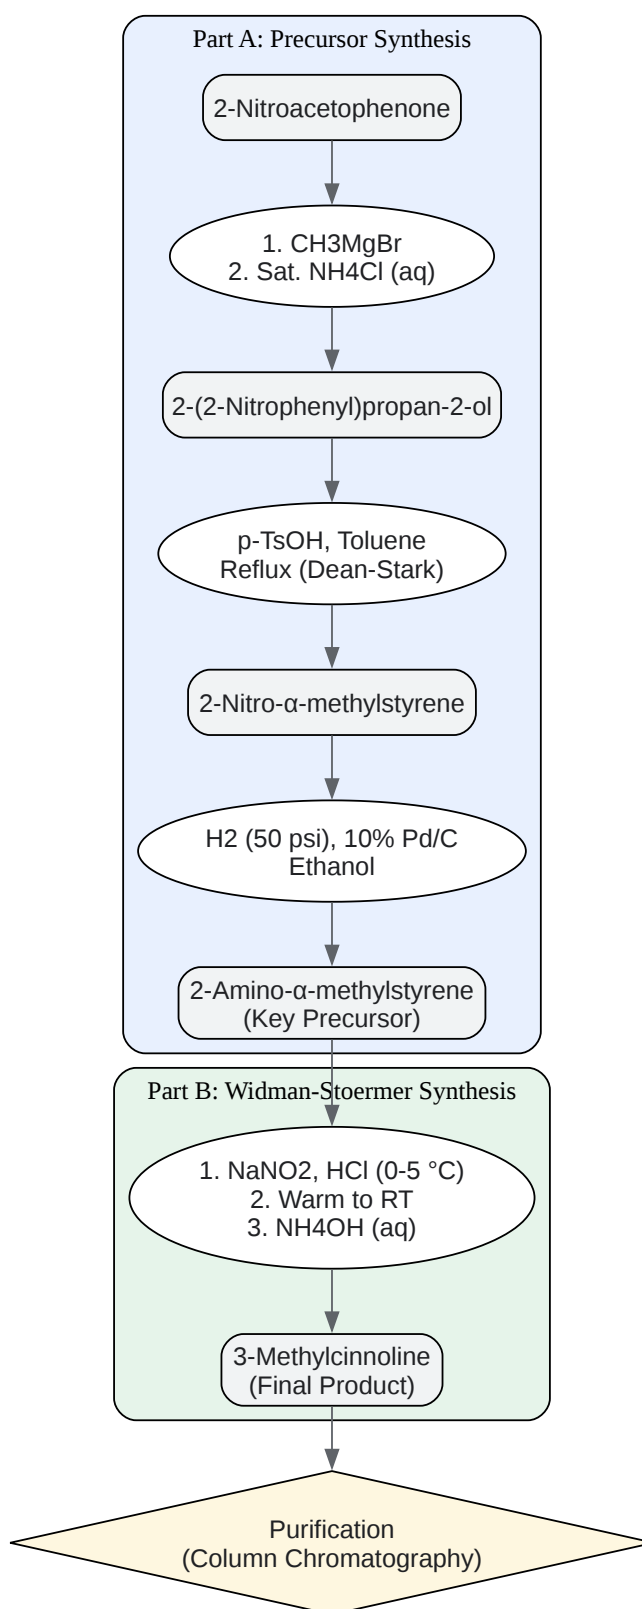 Part A: Precursor Synthesis
2-Nitroacetophenone
1. CH3MgBr
2. Sat. NH4Cl (aq)
2-(2-Nitrophenyl)propan-2-ol
p-TsOH, Toluene
Reflux (Dean-Stark)
2-Nitro-α-methylstyrene
H2 (50 psi), 10% Pd/C
Ethanol
2-Amino-α-methylstyrene
(Key Precursor)
Part B: Widman-Stoermer Synthesis
1. NaNO2, HCl (0-5 °C)
2. Warm to RT
3. NH4OH (aq)
3-Methylcinnoline
(Final Product)
Purification
(Column Chromatography)